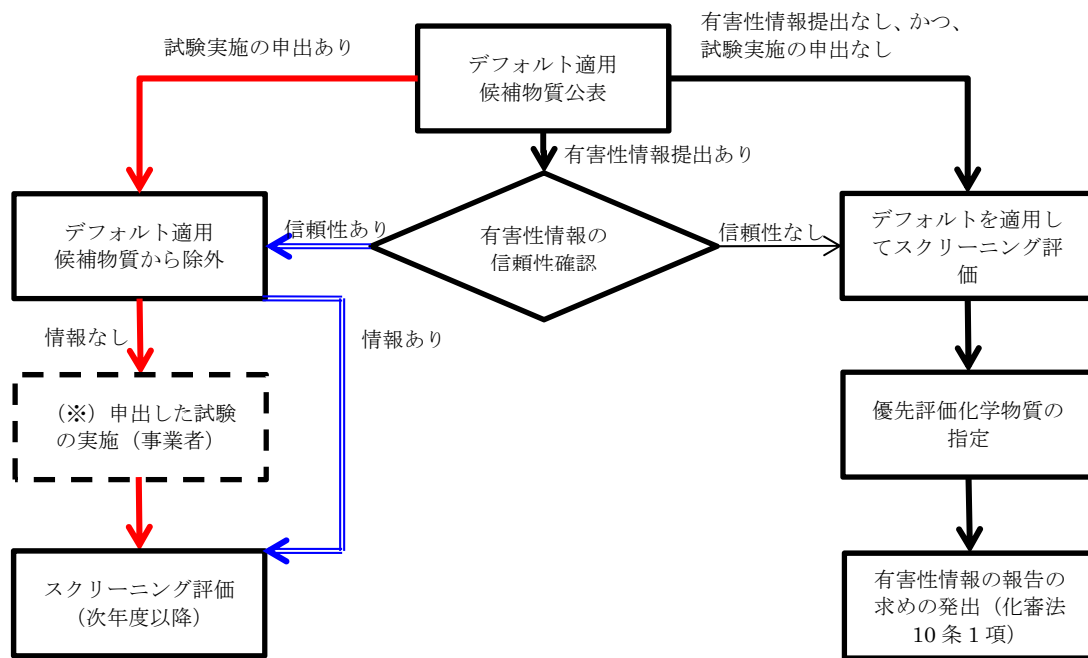 試験実施の申出あり
有害性情報提出なし、かつ、
試験実施の申出なし
デフォルト適用
候補物質公表
有害性情報提出あり
デフォルト適用
候補物質から除外
信頼性あり
有害性情報の
信頼性確認
信頼性なし
デフォルトを適用し
てスクリーニング評
価
情報なし
情報あり
（※）申出した試験
の実施（事業者）
優先評価化学物質の
指定
スクリーニング評価
（次年度以降）
有害性情報の報告の
求めの発出（化審法
10 条 1 項）